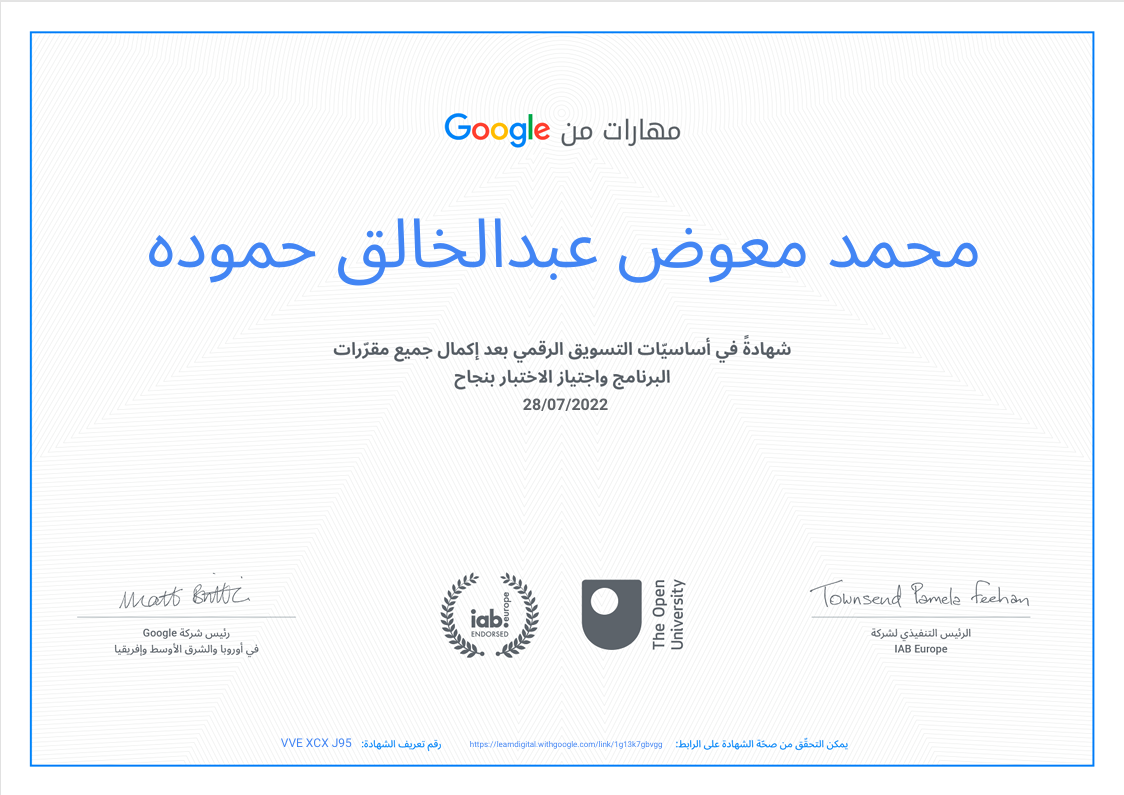 مهارات من Google
محمد معوض عبدالخالق حموده
شهادةً في أساسيّات التسويق الرقمي بعد إكمال جميع مقرّرات
البرنامج واجتياز الاختبار بنجاح
28/07/2022
Matt Brittin
رئيس شركة Google
في أوروبا والشرق الأوسط وإفريقيا
iab.europe
ENDORSED
The Open
University
Townsend Pamela Feehan
الرئيس التنفيذي لشركة
IAB Europe
يمكن التحقّق من صحّة الشهادة على الرابط: https://learndigital.withgoogle.com/link/1g13k7gbvgg رقم تعريف الشهادة: VVE XCX J95